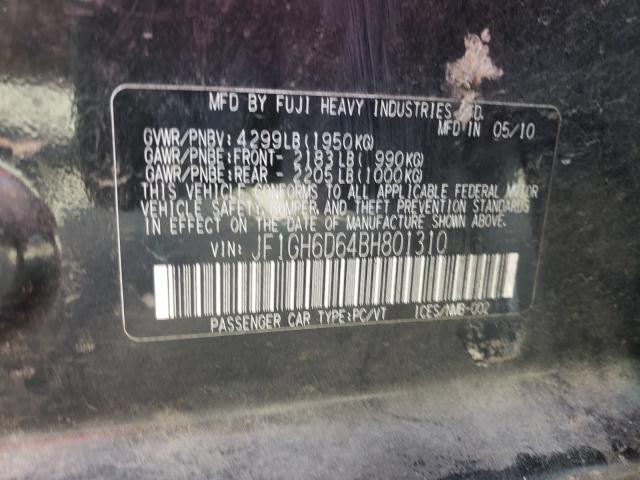 MFD BY FUJI HEAVY INDUSTRIES LTD.
MFD IN 05/10
GVWR/PNBV: 4299LB(1950KG)
GAWR/PNBE:FRONT- 2183LB( 990KG)
GAWR/PNBE:REAR - 2205LB(1000KG)
THIS VEHICLE CONFORMS TO ALL APPLICABLE FEDERAL MOTOR
VEHICLE SAFETY, BUMPER, AND THEFT PREVENTION STANDARDS
IN EFFECT ON THE DATE OF MANUFACTURE SHOWN ABOVE.
VIN: JF1GH6D64BH801310
PASSENGER CAR TYPE:PC/VT ICES/NMB-002